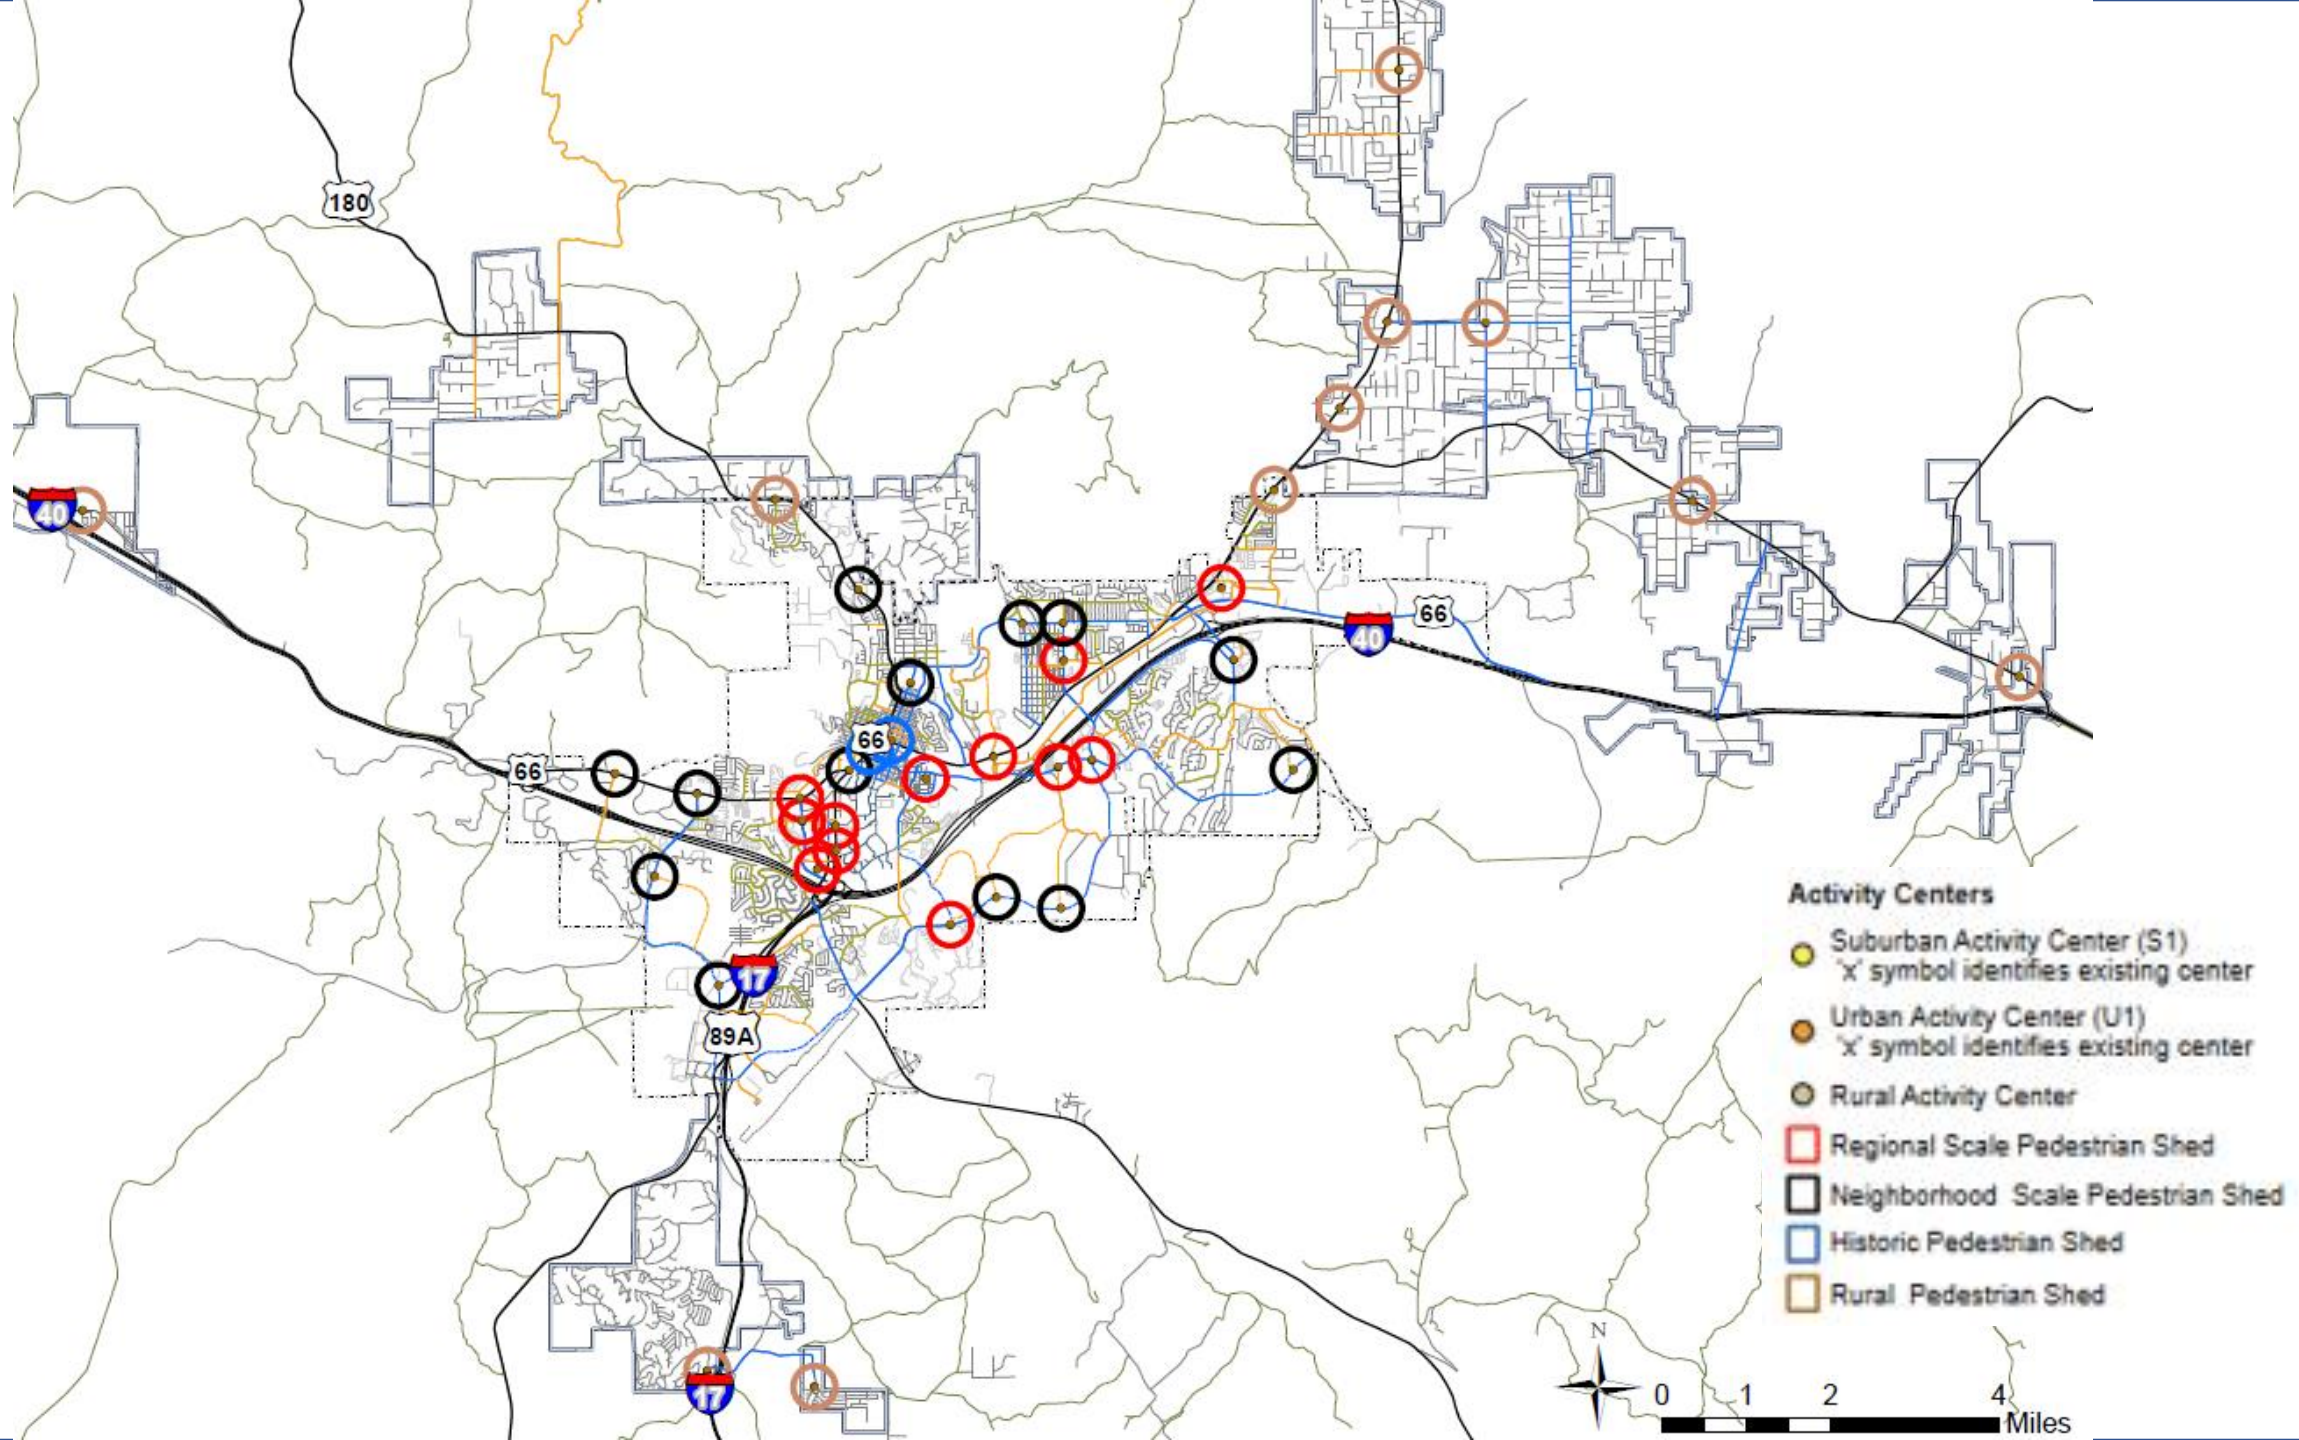 180
40
66
40
66
66
17
89A
17
Activity Centers
Suburban Activity Center (S1)
'x' symbol identifies existing center
Urban Activity Center (U1)
'x' symbol identifies existing center
Rural Activity Center
Regional Scale Pedestrian Shed
Neighborhood Scale Pedestrian Shed
Historic Pedestrian Shed
Rural Pedestrian Shed
N
0 1 2 4
Miles